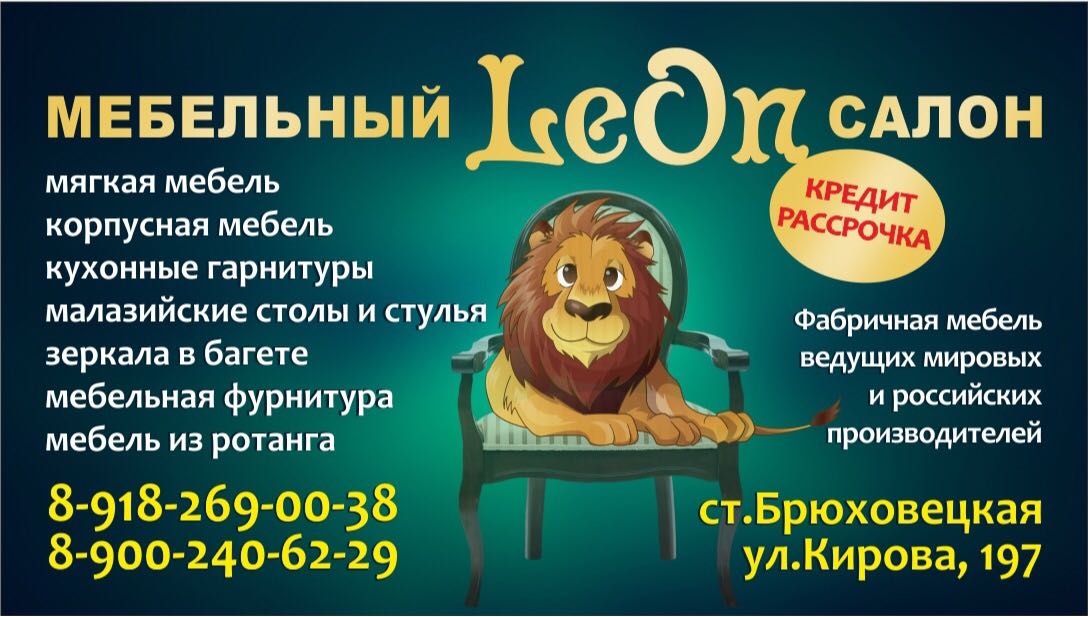 МЕБЕЛЬНЫЙ LeOn САЛОН
мягкая мебель
корпусная мебель
кухонные гарнитуры
малазийские столы и стулья
зеркала в багете
мебельная фурнитура
мебель из ротанга
8-918-269-00-38
8-900-240-62-29
КРЕДИТ
РАССРОЧКА
Фабричная мебель
ведущих мировых
и российских
производителей
ст.Брюховецкая
ул.Кирова, 197